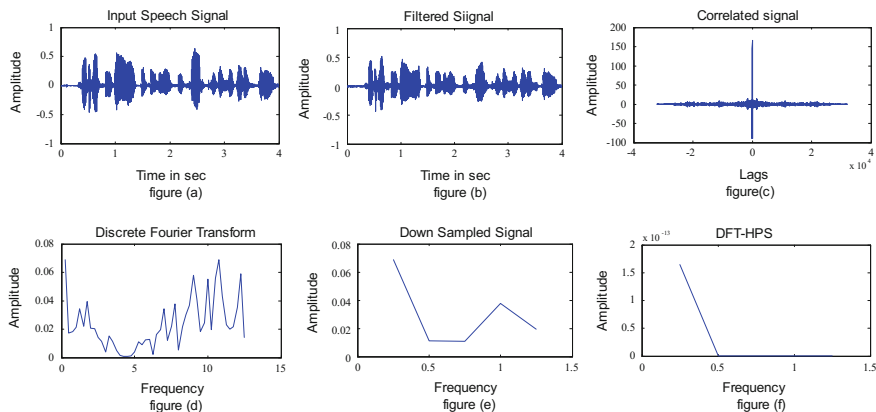 Input Speech Signal
Filtered Siignal
Correlated signal
Amplitude
1
0.5
0
-0.5
-1
0 1 2 3 4
Time in sec
figure (a)
Amplitude
1
0.5
0
-0.5
-1
0 1 2 3 4
Time in sec
figure (b)
Amplitude
200
150
100
50
0
-50
-100
-4 -2 0 2 4
x 10^4
Lags
figure(c)
Discrete Fourier Transform
Down Sampled Signal
DFT-HPS
Amplitude
0.08
0.06
0.04
0.02
0
0 5 10 15
Frequency
figure (d)
Amplitude
0.08
0.06
0.04
0.02
0
0 0.5 1 1.5
Frequency
figure (e)
x 10^-13
Amplitude
2
1.5
1
0.5
0
0 0.5 1 1.5
Frequency
figure (f)